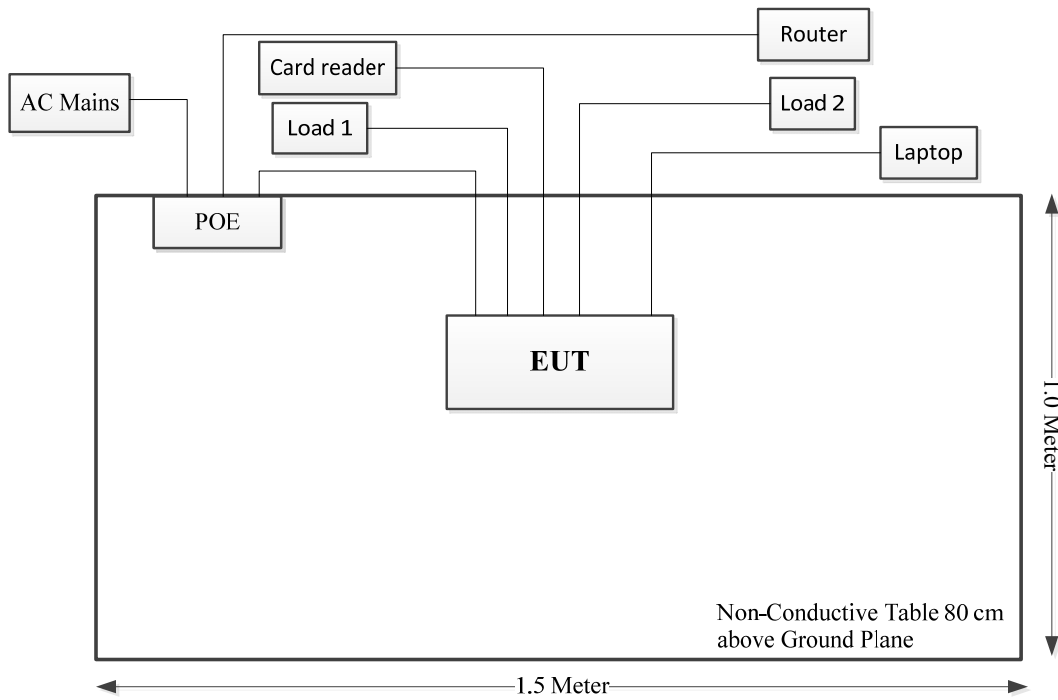 Router
Card reader
AC Mains
Load 1
Load 2
Laptop
POE
EUT
1.0 Meter
Non-Conductive Table 80 cm
above Ground Plane
1.5 Meter